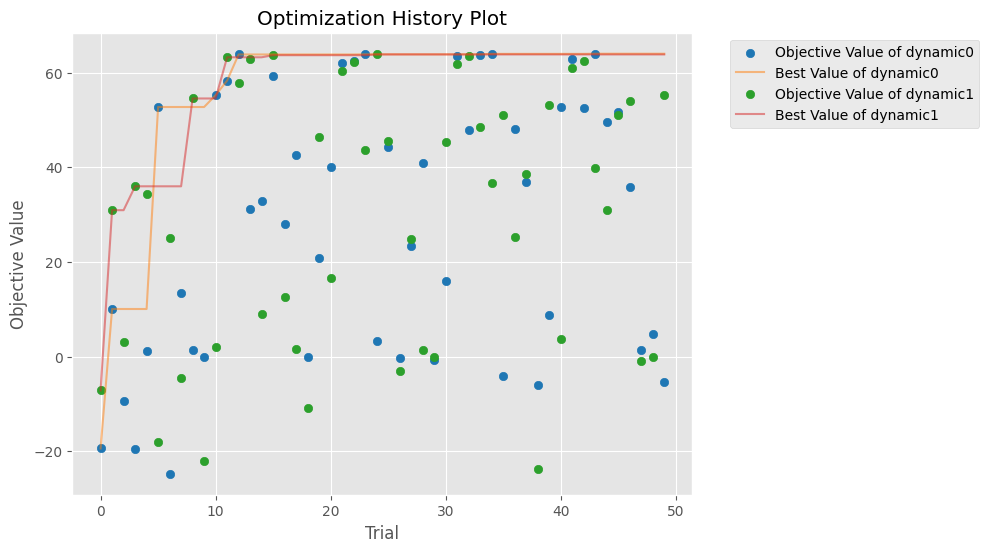 Optimization History Plot
Objective Value
60
40
20
0
−20
0 10 20 30 40 50
Trial
Objective Value of dynamic0
Best Value of dynamic0
Objective Value of dynamic1
Best Value of dynamic1